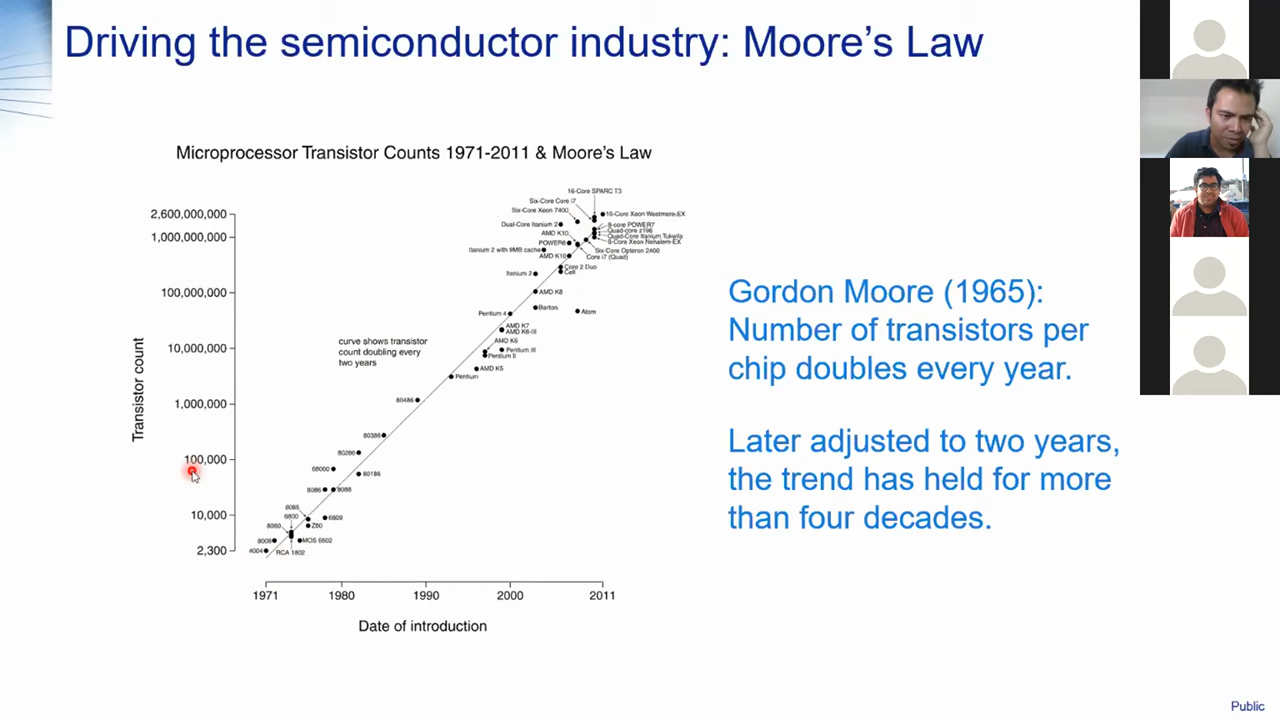 Driving the semiconductor industry: Moore's Law
Microprocessor Transistor Counts 1971-2011 & Moore's Law
16-Core SPARC T3
Six-Core Core i7
Six-Core Xeon 7400
10-Core Xeon Westmere-EX
Dual-Core Itanium 2
8-core POWER7
Quad-core z196
AMD K10
Quad-Core Itanium Tukwila
POWER6
8-Core Xeon Nehalem-EX
Itanium 2 with 9MB cache
Six-Core Opteron 2400
AMD K10
Core i7 (Quad)
Core 2 Duo
Itanium 2
Cell
AMD K8
Barton
Atom
Pentium 4
AMD K7
AMD K6-III
AMD K6
Pentium III
Pentium II
AMD K5
Pentium
80486
80386
80286
68000
80186
8086
8088
8085
6800
6809
8080
Z80
8008
MOS 6502
4004
RCA 1802
curve shows transistor
count doubling every
two years
2,600,000,000
1,000,000,000
100,000,000
10,000,000
1,000,000
100,000
10,000
2,300
Transistor count
1971
1980
1990
2000
2011
Date of introduction
Gordon Moore (1965):
Number of transistors per
chip doubles every year.
Later adjusted to two years,
the trend has held for more
than four decades.
Public